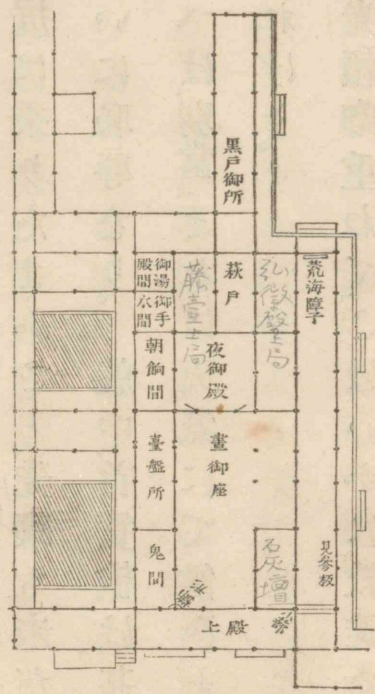 黒戸御所
荒海障子
弘徽殿上局
萩戸
藤壺上局
御湯殿間
御手水間
夜御殿
朝餉間
晝御座
臺盤所
見參板
石灰壇
鬼間
殿上